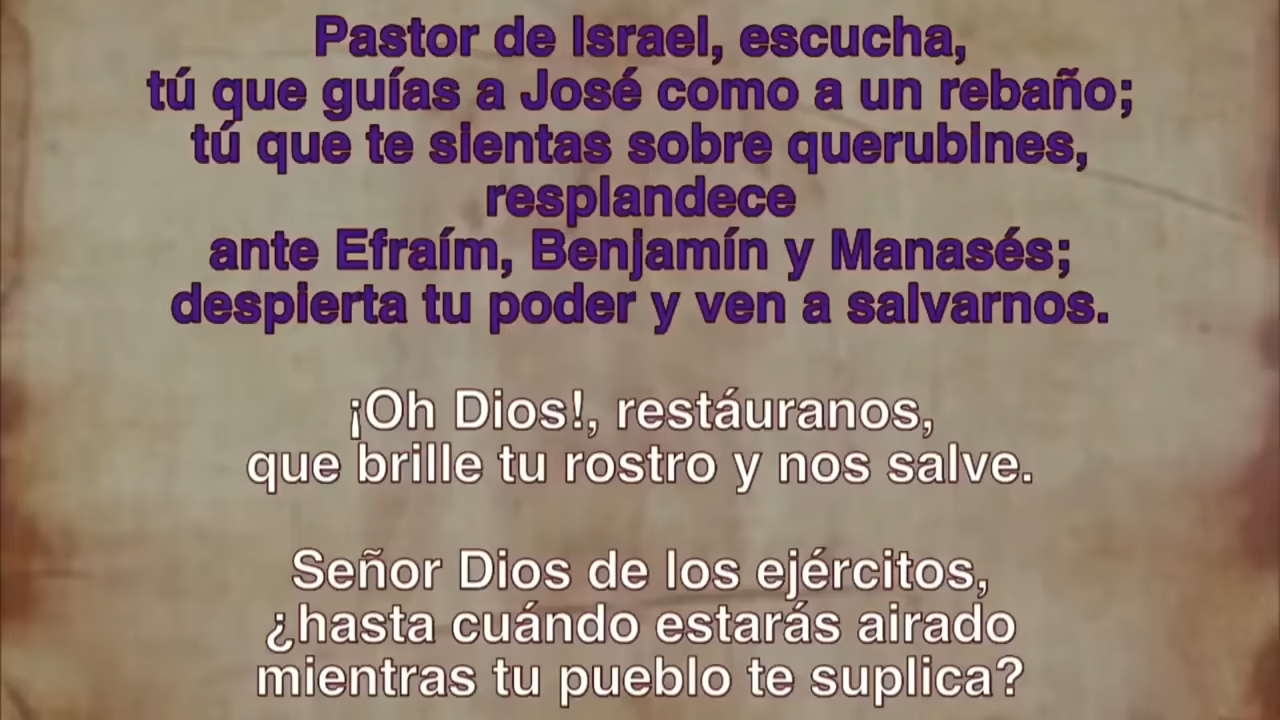 Pastor de Israel, escucha,
tú que guías a José como a un rebaño;
tú que te sientas sobre querubines,
resplandece
ante Efraím, Benjamín y Manasés;
despierta tu poder y ven a salvarnos.
¡Oh Dios!, restáuranos,
que brille tu rostro y nos salve.
Señor Dios de los ejércitos,
¿hasta cuándo estarás airado
mientras tu pueblo te suplica?